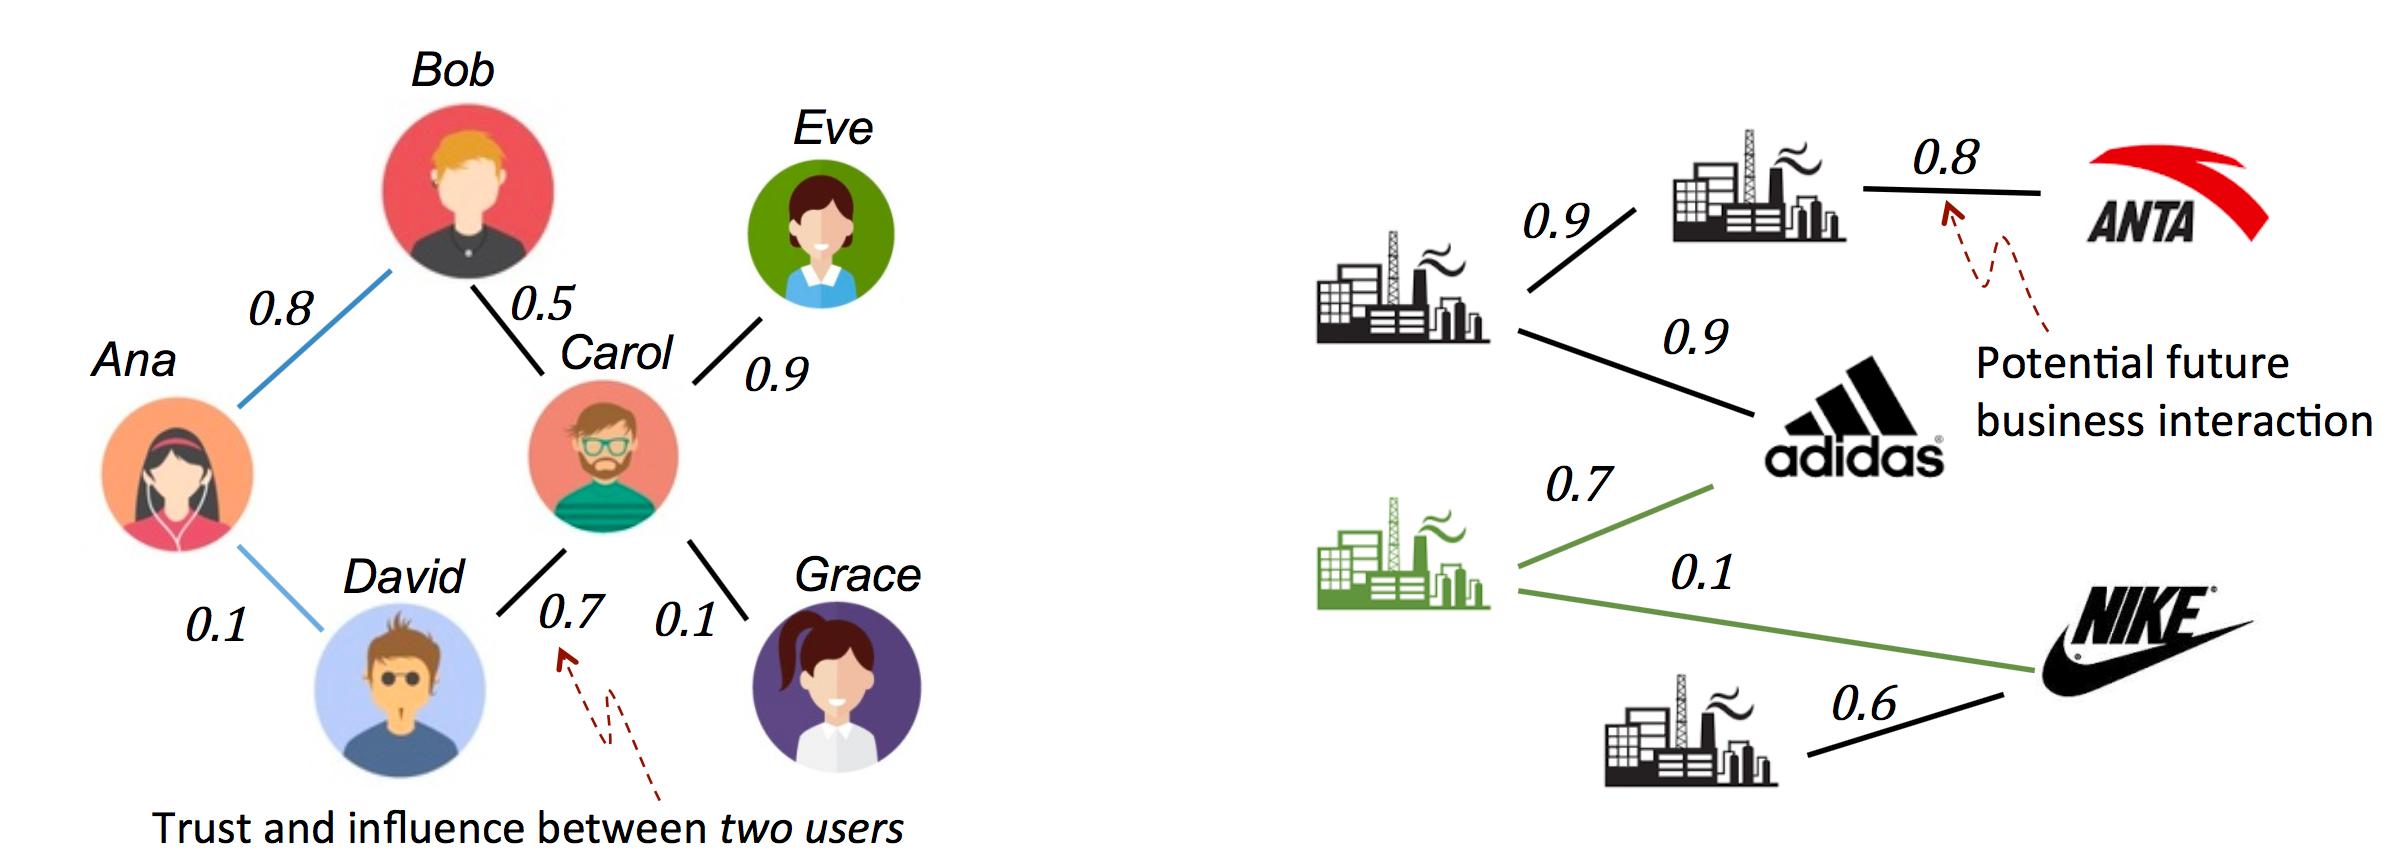 Bob
Eve
0.8
0.5
Carol
Ana
0.9
0.1
David
0.7
0.1
Grace
Trust and influence between two users
0.9
0.8
ANTA
0.9
Potential future
business interaction
adidas®
0.7
0.1
NIKE®
0.6